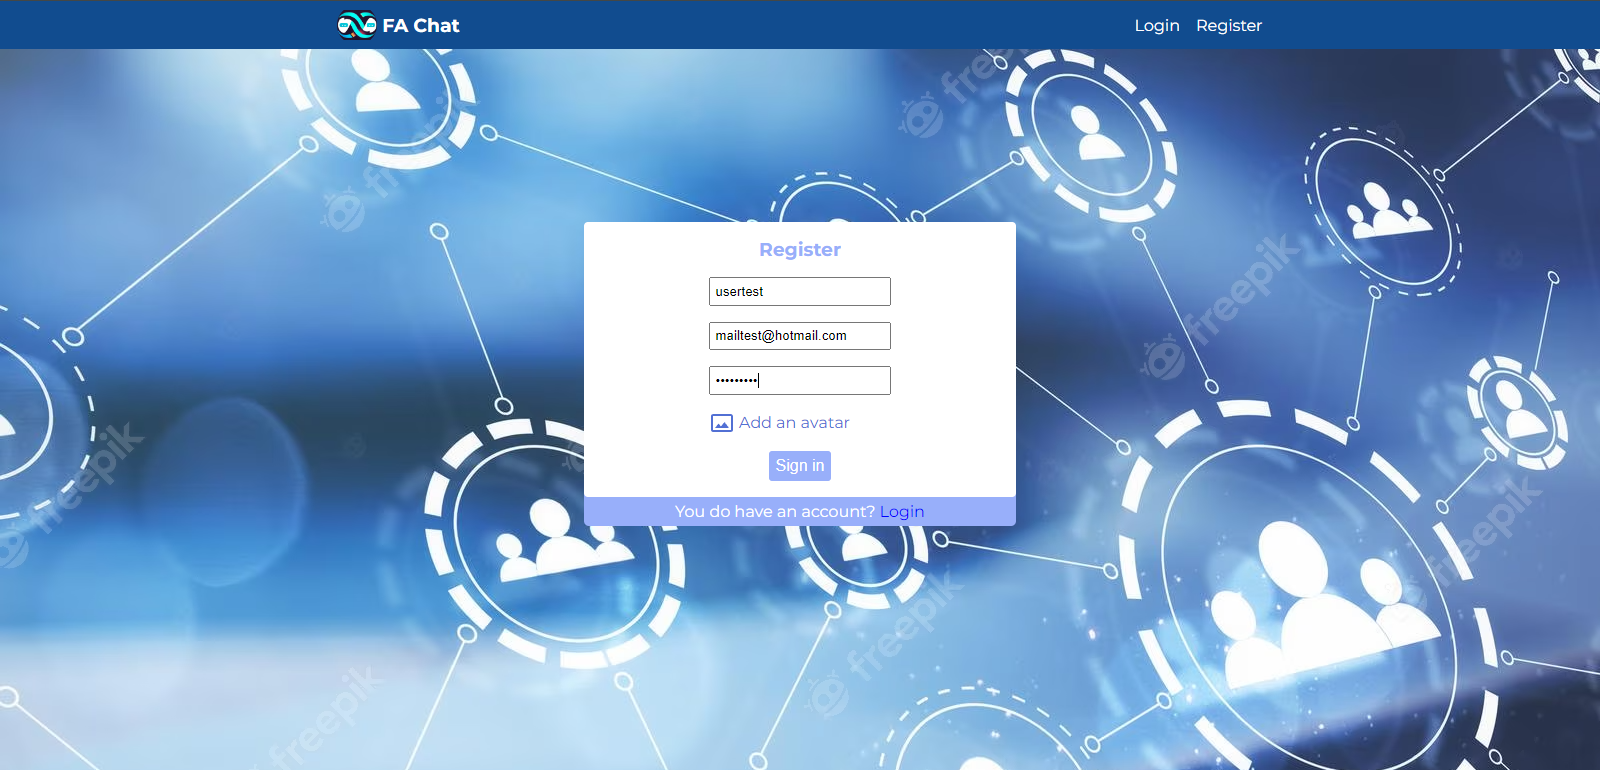 FA Chat
Login Register
Register
usertest
mailtest@hotmail.com
•••••••••
Add an avatar
Sign in
You do have an account? Login
freepik
freepik
freepik
freepik
freepik
freepik
freepik